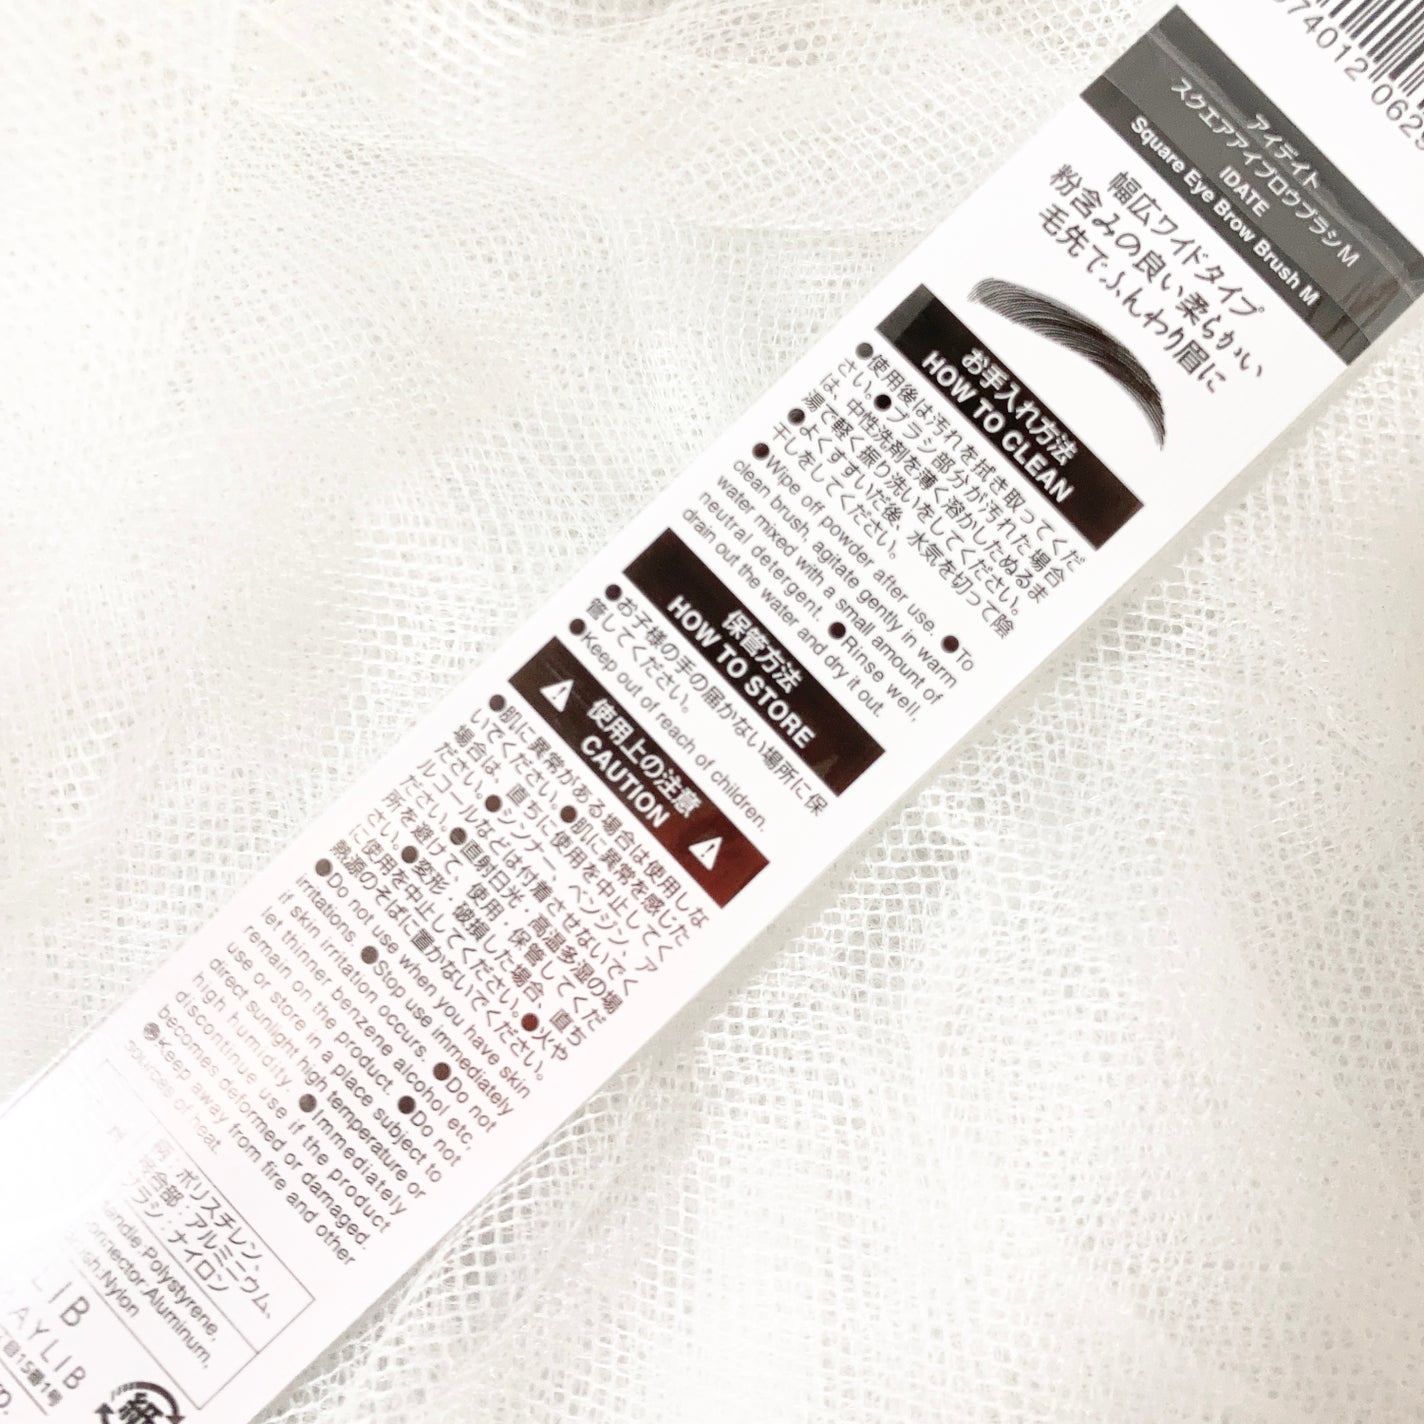 74012 0629
アイデイト
スクエアアイブロウブラシ M
IDATE
Square Eye Brow Brush M
幅広ワイドタイプ
粉含みの良い柔らかい
毛先でふんわり眉に
お手入れ方法
HOW TO CLEAN
●使用後は汚れを拭き取ってくだ
さい。●ブラシ部分が汚れた場合
は、中性洗剤を薄く溶かしたぬるま
湯で軽く振り洗いをしてください。
●よくすすいだ後、水気を切って陰
干しをしてください。
●Wipe off powder after use. ●To
clean brush, agitate gently in warm
water mixed with a small amount of
neutral detergent. ●Rinse well,
drain out the water and dry it out.
保管方法
HOW TO STORE
●お子様の手の届かない場所に保
管してください。
●Keep out of reach of children.
使用上の注意
CAUTION
●肌に異常がある場合は使用しな
いでください。●肌に異常を感じた
場合は、直ちに使用を中止してく
ださい。●シンナー、ベンジン、ア
ルコールなどは付着させないでく
ださい。●直射日光・高温多湿の場
所を避けて、使用・保管してくだ
さい。●変形・破損した場合、直ち
に使用を中止してください。●火や
熱源のそばに置かないでください。
●Do not use when you have skin
irritations. ●Stop use immediately
if skin irritation occurs. ●Do not
let thinner benzene alcohol etc,
remain on the product. ●Do not
use or store in a place subject to
direct sunlight high temperature or
high humidity. ●Immediately
discontinue use if the product
becomes deformed or damaged.
●Keep away from fire and other
sources of heat.
柄：ポリスチレン、
接合部：アルミニウム、
ブラシ：ナイロン
Handle:Polystyrene,
Connector:Aluminum,
Nylon
LIB
AYLIB
目15番1号
紙